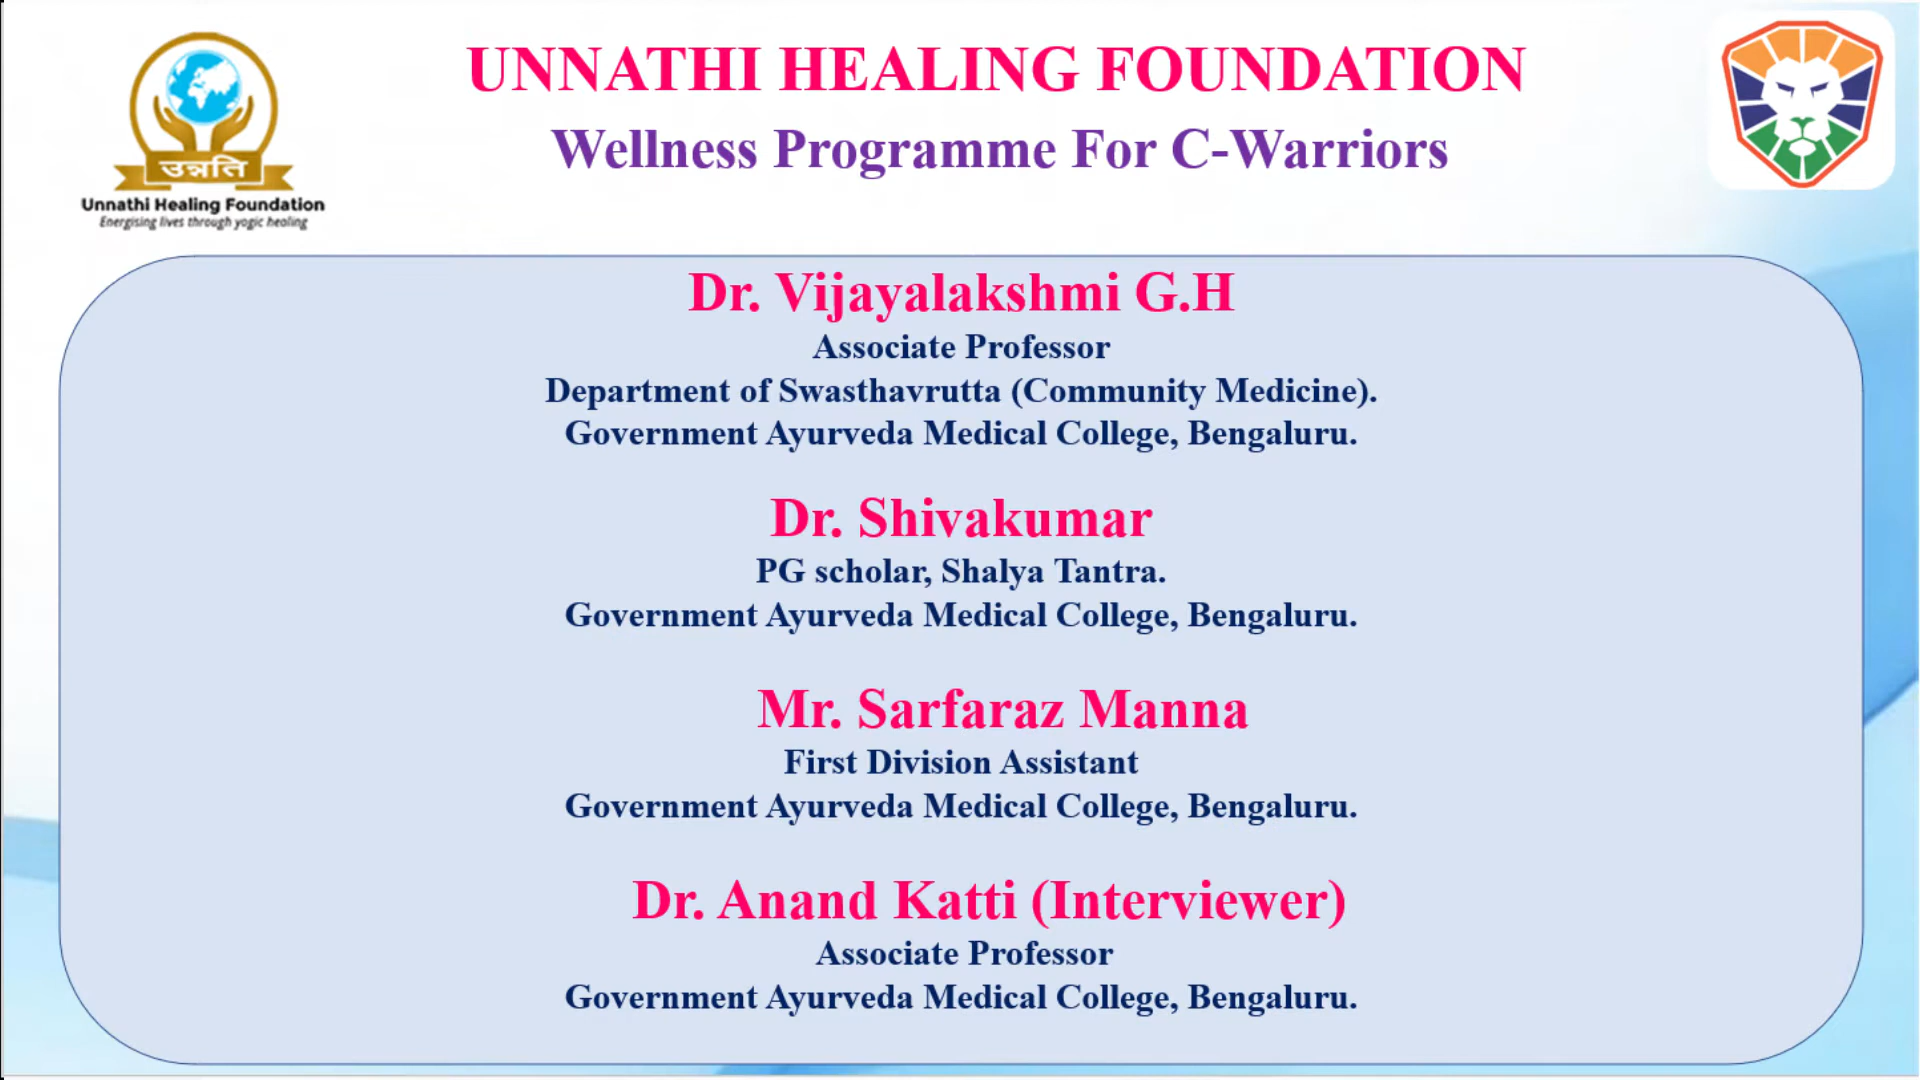 उन्नति
Unnathi Healing Foundation
Energising lives through yogic healing
UNNATHI HEALING FOUNDATION
Wellness Programme For C-Warriors
Dr. Vijayalakshmi G.H
Associate Professor
Department of Swasthavrutta (Community Medicine).
Government Ayurveda Medical College, Bengaluru.
Dr. Shivakumar
PG scholar, Shalya Tantra.
Government Ayurveda Medical College, Bengaluru.
Mr. Sarfaraz Manna
First Division Assistant
Government Ayurveda Medical College, Bengaluru.
Dr. Anand Katti (Interviewer)
Associate Professor
Government Ayurveda Medical College, Bengaluru.